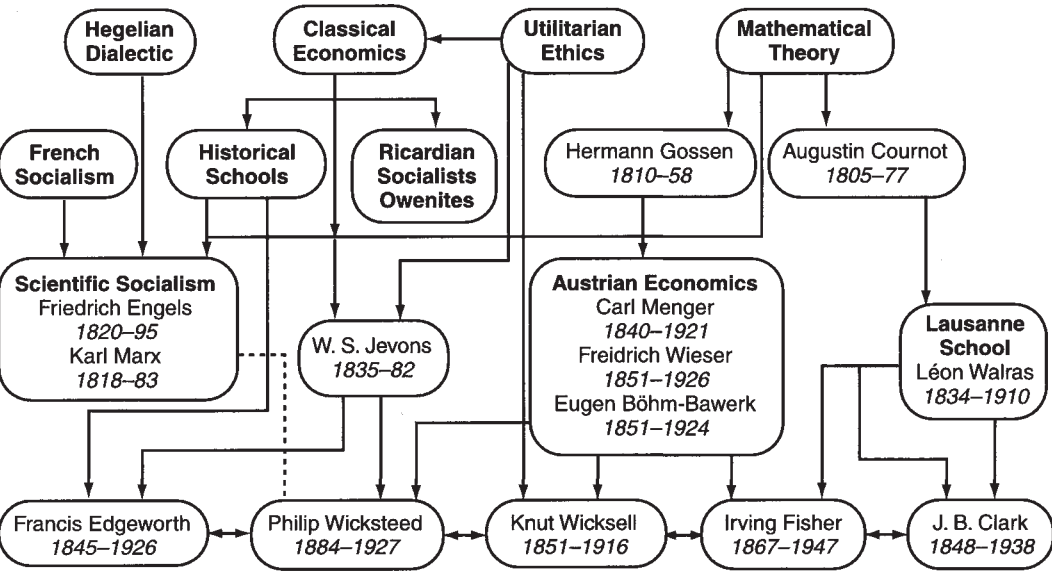 Hegelian
Dialectic
Classical
Economics
Utilitarian
Ethics
Mathematical
Theory
French
Socialism
Historical
Schools
Ricardian
Socialists
Owenites
Hermann Gossen
1810–58
Augustin Cournot
1805–77
Scientific Socialism
Friedrich Engels
1820–95
Karl Marx
1818–83
W. S. Jevons
1835–82
Austrian Economics
Carl Menger
1840–1921
Freidrich Wieser
1851–1926
Eugen Böhm-Bawerk
1851–1924
Lausanne
School
Léon Walras
1834–1910
Francis Edgeworth
1845–1926
Philip Wicksteed
1884–1927
Knut Wicksell
1851–1916
Irving Fisher
1867–1947
J. B. Clark
1848–1938